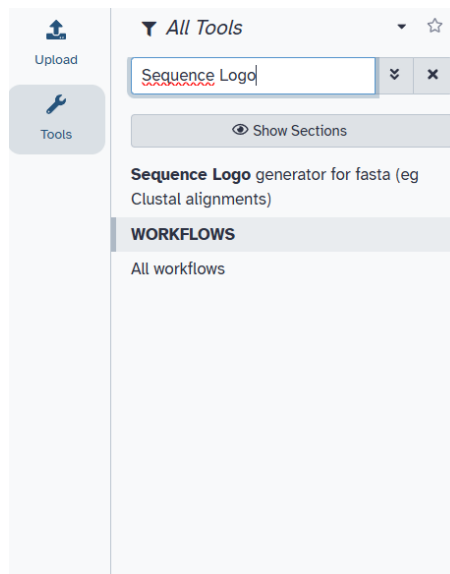 All Tools
Upload
Sequence Logo
Tools
Show Sections
Sequence Logo generator for fasta (eg
Clustal alignments)
WORKFLOWS
All workflows